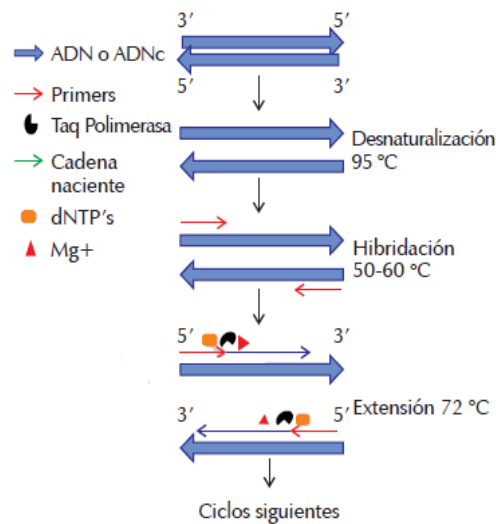 3′ 5′
ADN o ADNc
5′ 3′
Primers
Taq Polimerasa
Cadena
naciente
dNTP's
Mg+
Desnaturalización
95 °C
Hibridación
50-60 °C
5′ 3′
Extensión 72 °C
3′ 5′
Ciclos siguientes